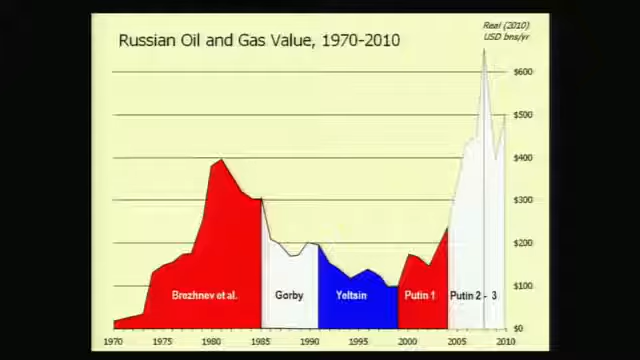 Real (2010)
USD bns/yr
Russian Oil and Gas Value, 1970-2010
$600
$500
$400
$300
$200
$100
$0
Brezhnev et al.
Gorby
Yeltsin
Putin 1
Putin 2 - 3
1970 1975 1980 1985 1990 1995 2000 2005 2010